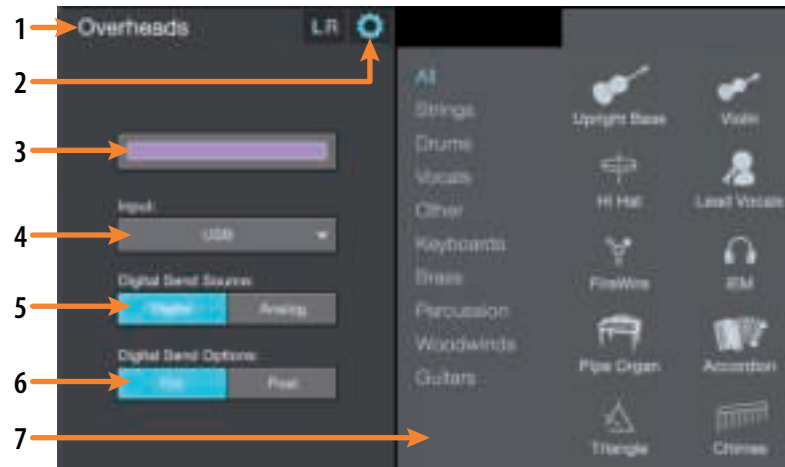 1
Overheads
LR
2
3
Input:
4
USB
Digital Send Source:
5
Analog
Digital Send Options:
6
Post
7
All
Strings
Drums
Vocals
Other
Keyboards
Brass
Percussion
Woodwinds
Guitars
Upright Bass
Violin
Hi Hat
Lead Vocals
FireWire
IEM
Pipe Organ
Accordion
Triangle
Chimes